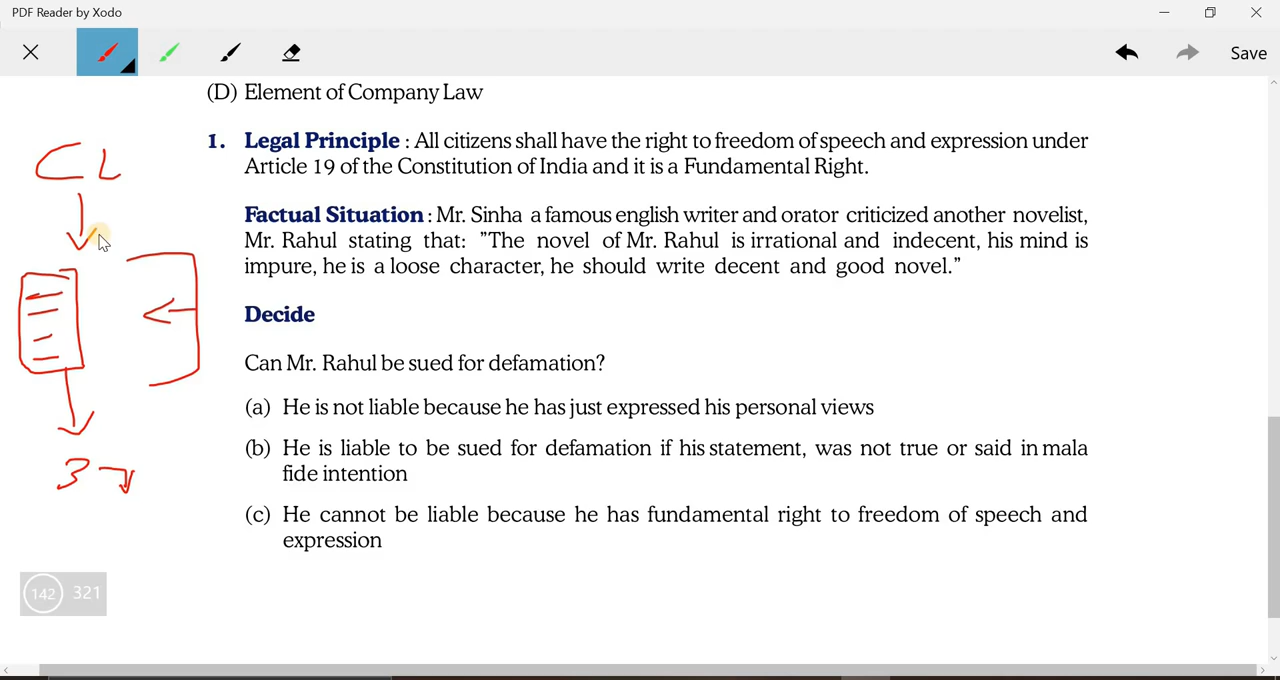 PDF Reader by Xodo
Save
(D) Element of Company Law
1. Legal Principle : All citizens shall have the right to freedom of speech and expression under
Article 19 of the Constitution of India and it is a Fundamental Right.
Factual Situation : Mr. Sinha a famous english writer and orator criticized another novelist,
Mr. Rahul stating that: "The novel of Mr. Rahul is irrational and indecent, his mind is
impure, he is a loose character, he should write decent and good novel."
Decide
Can Mr. Rahul be sued for defamation?
(a) He is not liable because he has just expressed his personal views
(b) He is liable to be sued for defamation if his statement, was not true or said in mala
fide intention
(c) He cannot be liable because he has fundamental right to freedom of speech and
expression
CL
3
142 321